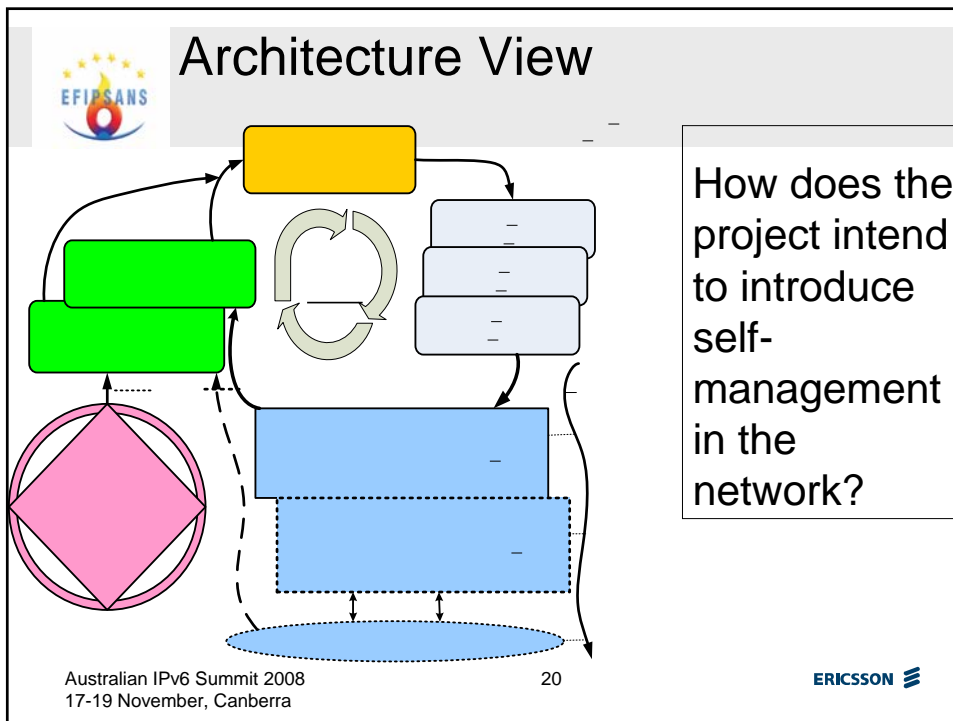 Architecture View
EFIPSANS
How does the
project intend
to introduce
self-
management
in the
network?
Australian IPv6 Summit 2008
17-19 November, Canberra
20
ERICSSON